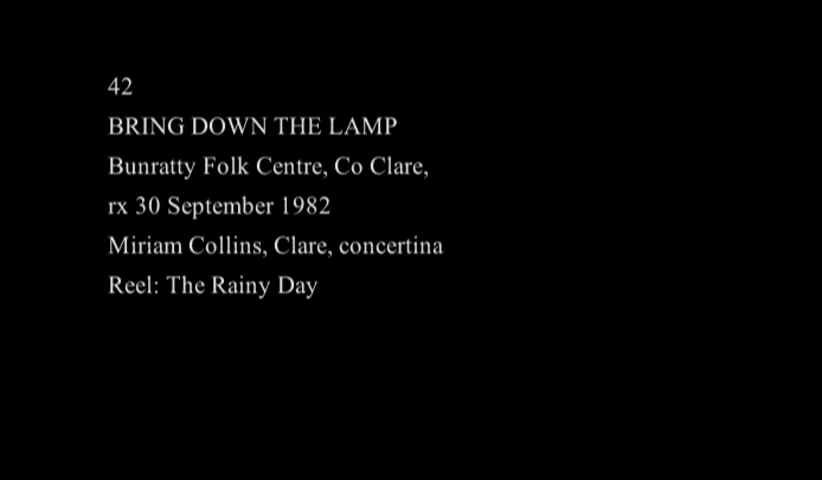 42
BRING DOWN THE LAMP
Bunratty Folk Centre, Co Clare,
rx 30 September 1982
Miriam Collins, Clare, concertina
Reel: The Rainy Day